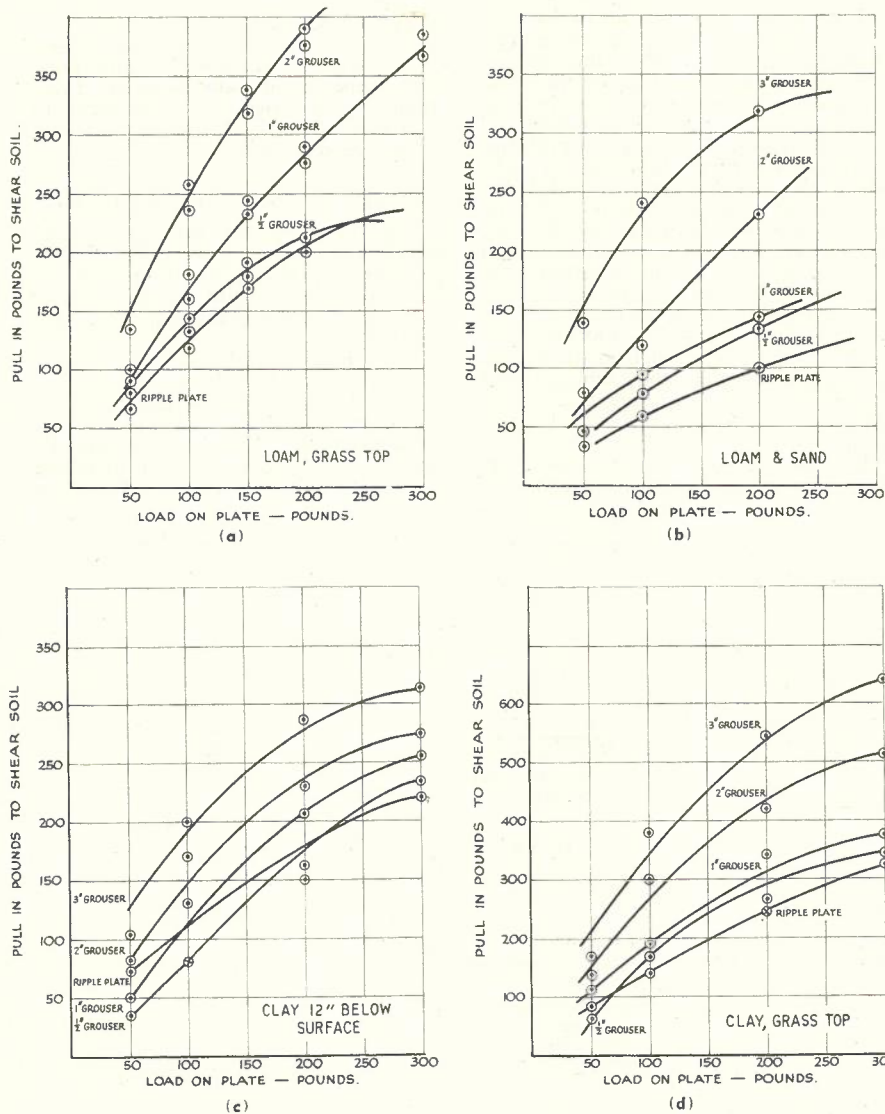 PULL IN POUNDS TO SHEAR SOIL.
350
300
250
200
150
100
50
2" GROUSER
1" GROUSER
1/2" GROUSER
RIPPLE PLATE
LOAM, GRASS TOP
50 100 150 200 250 300
LOAD ON PLATE — POUNDS.
(a)
PULL IN POUNDS TO SHEAR SOIL
350
300
250
200
150
100
50
3" GROUSER
2" GROUSER
1" GROUSER
1/2" GROUSER
RIPPLE PLATE
LOAM & SAND
50 100 150 200 250 300
LOAD ON PLATE — POUNDS.
(b)
PULL IN POUNDS TO SHEAR SOIL
350
300
250
200
150
100
50
3" GROUSER
2" GROUSER
RIPPLE PLATE
1" GROUSER
1/2" GROUSER
CLAY 12" BELOW
SURFACE
50 100 150 200 250 300
LOAD ON PLATE — POUNDS.
(c)
PULL IN POUNDS TO SHEAR SOIL
600
500
400
300
200
100
3" GROUSER
2" GROUSER
1" GROUSER
RIPPLE PLATE
1/2" GROUSER
CLAY, GRASS TOP
50 100 150 200 250 300
LOAD ON PLATE — POUNDS.
(d)